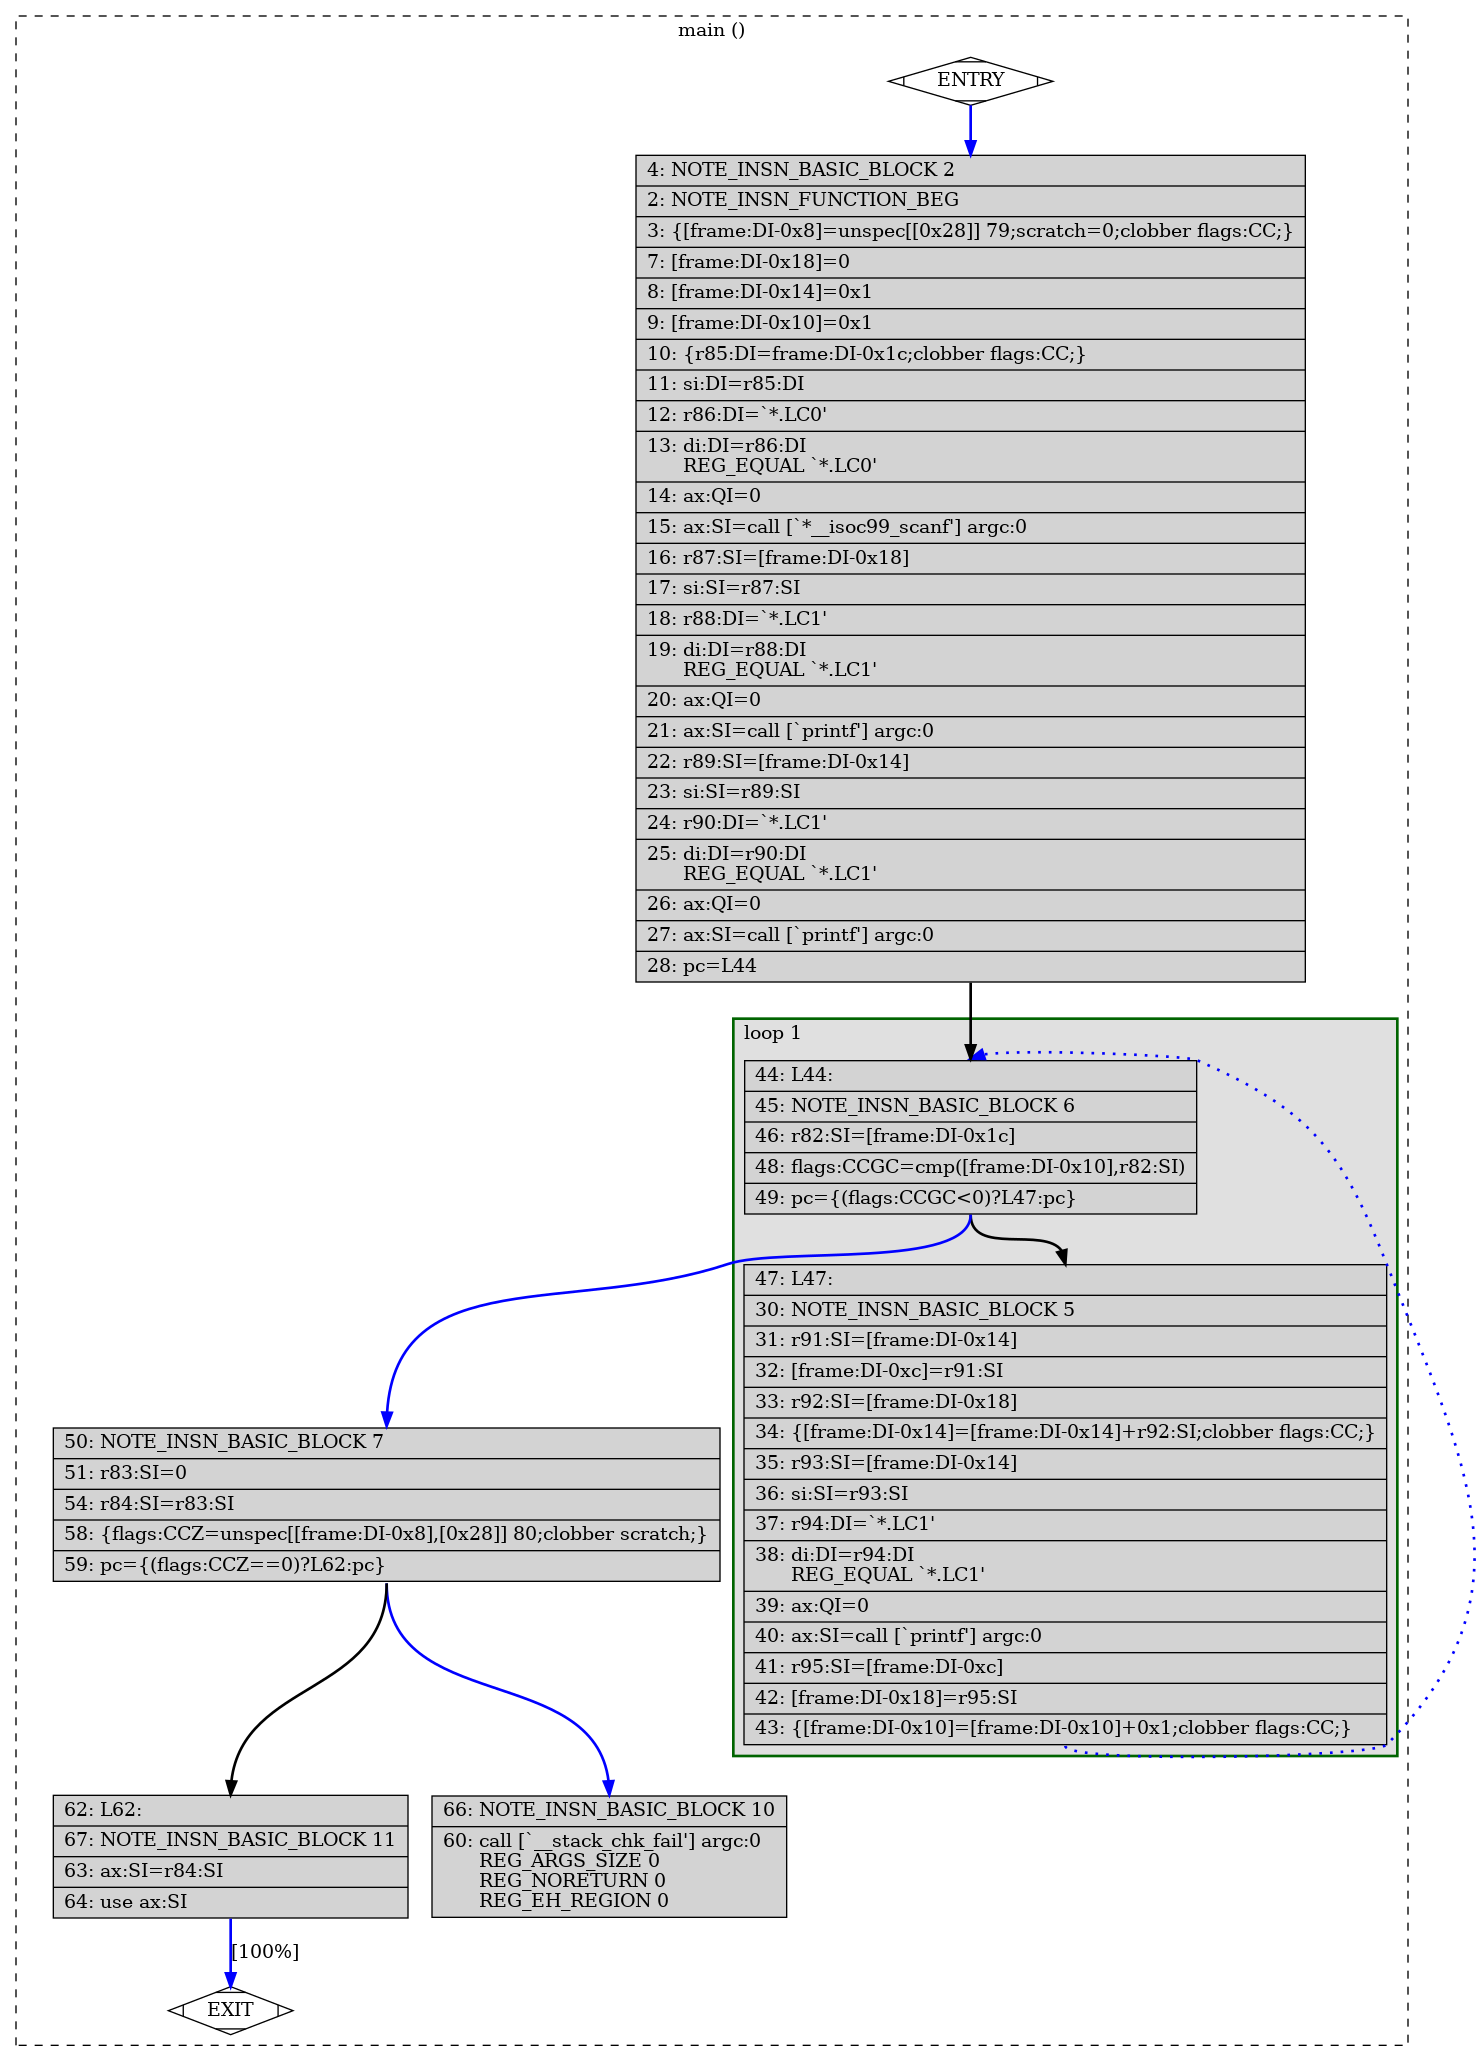 main ()
ENTRY
4: NOTE_INSN_BASIC_BLOCK 2
2: NOTE_INSN_FUNCTION_BEG
3: {[frame:DI-0x8]=unspec[[0x28]] 79;scratch=0;clobber flags:CC;}
7: [frame:DI-0x18]=0
8: [frame:DI-0x14]=0x1
9: [frame:DI-0x10]=0x1
10: {r85:DI=frame:DI-0x1c;clobber flags:CC;}
11: si:DI=r85:DI
12: r86:DI=`*.LC0'
13: di:DI=r86:DI
REG_EQUAL `*.LC0'
14: ax:QI=0
15: ax:SI=call [`*__isoc99_scanf'] argc:0
16: r87:SI=[frame:DI-0x18]
17: si:SI=r87:SI
18: r88:DI=`*.LC1'
19: di:DI=r88:DI
REG_EQUAL `*.LC1'
20: ax:QI=0
21: ax:SI=call [`printf'] argc:0
22: r89:SI=[frame:DI-0x14]
23: si:SI=r89:SI
24: r90:DI=`*.LC1'
25: di:DI=r90:DI
REG_EQUAL `*.LC1'
26: ax:QI=0
27: ax:SI=call [`printf'] argc:0
28: pc=L44
loop 1
44: L44:
45: NOTE_INSN_BASIC_BLOCK 6
46: r82:SI=[frame:DI-0x1c]
48: flags:CCGC=cmp([frame:DI-0x10],r82:SI)
49: pc={(flags:CCGC<0)?L47:pc}
47: L47:
30: NOTE_INSN_BASIC_BLOCK 5
31: r91:SI=[frame:DI-0x14]
32: [frame:DI-0xc]=r91:SI
33: r92:SI=[frame:DI-0x18]
34: {[frame:DI-0x14]=[frame:DI-0x14]+r92:SI;clobber flags:CC;}
35: r93:SI=[frame:DI-0x14]
36: si:SI=r93:SI
37: r94:DI=`*.LC1'
38: di:DI=r94:DI
REG_EQUAL `*.LC1'
39: ax:QI=0
40: ax:SI=call [`printf'] argc:0
41: r95:SI=[frame:DI-0xc]
42: [frame:DI-0x18]=r95:SI
43: {[frame:DI-0x10]=[frame:DI-0x10]+0x1;clobber flags:CC;}
50: NOTE_INSN_BASIC_BLOCK 7
51: r83:SI=0
54: r84:SI=r83:SI
58: {flags:CCZ=unspec[[frame:DI-0x8],[0x28]] 80;clobber scratch;}
59: pc={(flags:CCZ==0)?L62:pc}
62: L62:
67: NOTE_INSN_BASIC_BLOCK 11
63: ax:SI=r84:SI
64: use ax:SI
66: NOTE_INSN_BASIC_BLOCK 10
60: call [`__stack_chk_fail'] argc:0
REG_ARGS_SIZE 0
REG_NORETURN 0
REG_EH_REGION 0
[100%]
EXIT